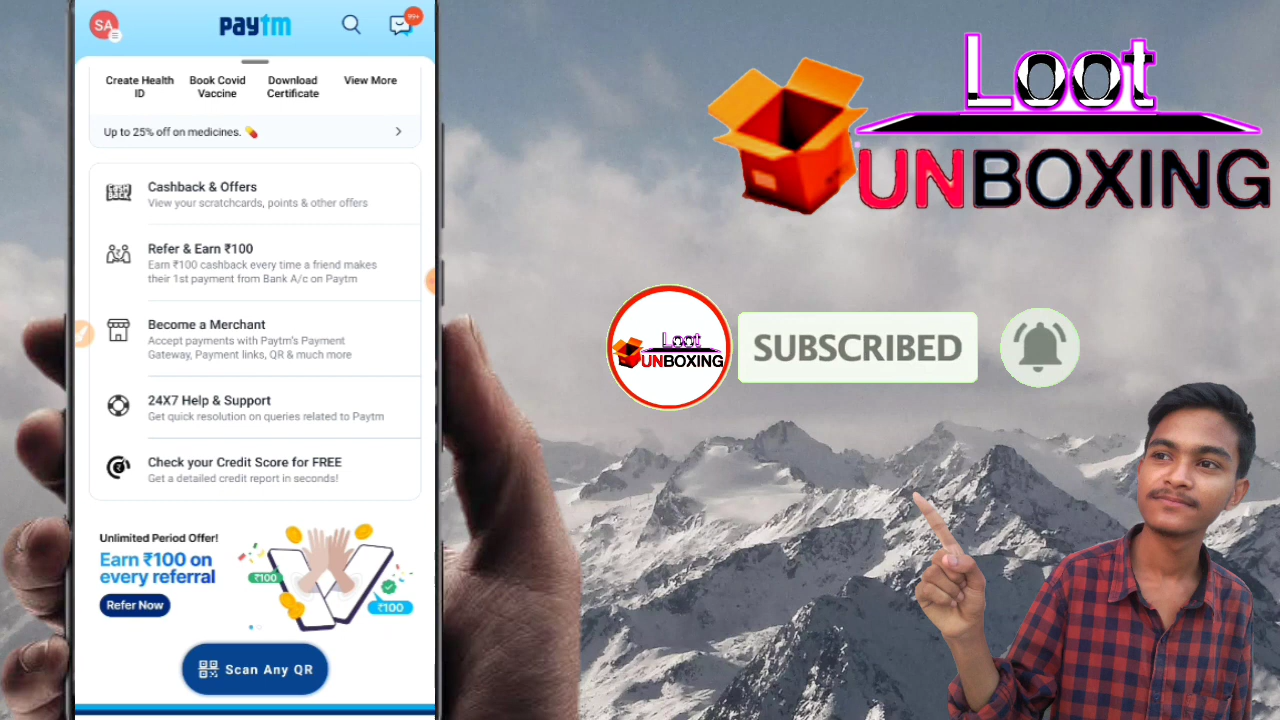 SA
paytm
99+
Create Health
ID
Book Covid
Vaccine
Download
Certificate
View More
Up to 25% off on medicines.
Cashback & Offers
View your scratchcards, points & other offers
Refer & Earn ₹100
Earn ₹100 cashback every time a friend makes
their 1st payment from Bank A/c on Paytm
Become a Merchant
Accept payments with Paytm's Payment
Gateway, Payment links, QR & much more
24X7 Help & Support
Get quick resolution on queries related to Paytm
Check your Credit Score for FREE
Get a detailed credit report in seconds!
Unlimited Period Offer!
Earn ₹100 on
every referral
Refer Now
₹100
₹100
Scan Any QR
Loot
UNBOXING
Loot
UNBOXING
SUBSCRIBED